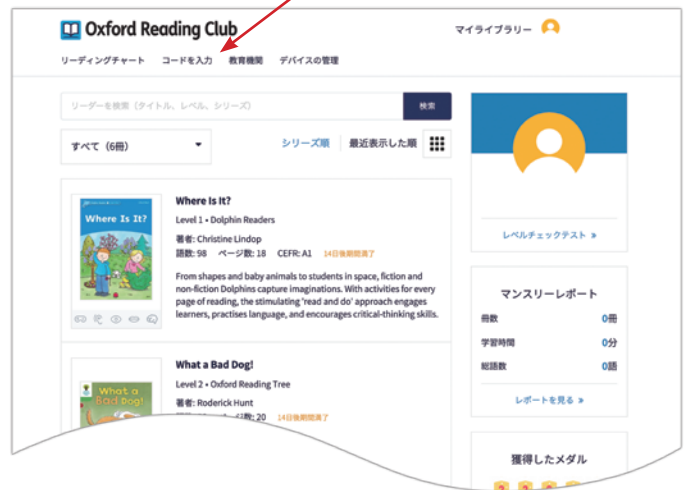 Oxford Reading Club
マイライブラリー
リーディングチャート コードを入力 教育機関 デバイスの管理
リーダーを検索 (タイトル、レベル、シリーズ) 検索
すべて (6冊) シリーズ順 最近表示した順
Where Is It?
Where Is It?
Level 1 • Dolphin Readers
著者: Christine Lindop
語数: 98 ページ数: 18 CEFR: A1 14日後期間満了
From shapes and baby animals to students in space, fiction and
non-fiction Dolphins capture imaginations. With activities for every
page of reading, the stimulating 'read and do' approach engages
learners, practises language, and encourages critical-thinking skills.
What a
Bad Dog!
What a Bad Dog!
Level 2 • Oxford Reading Tree
著者: Roderick Hunt
ジ数: 20 14日後期間満了
レベルチェックテスト »
マンスリーレポート
冊数 0冊
学習時間 0分
総語数 0語
レポートを見る »
獲得したメダル